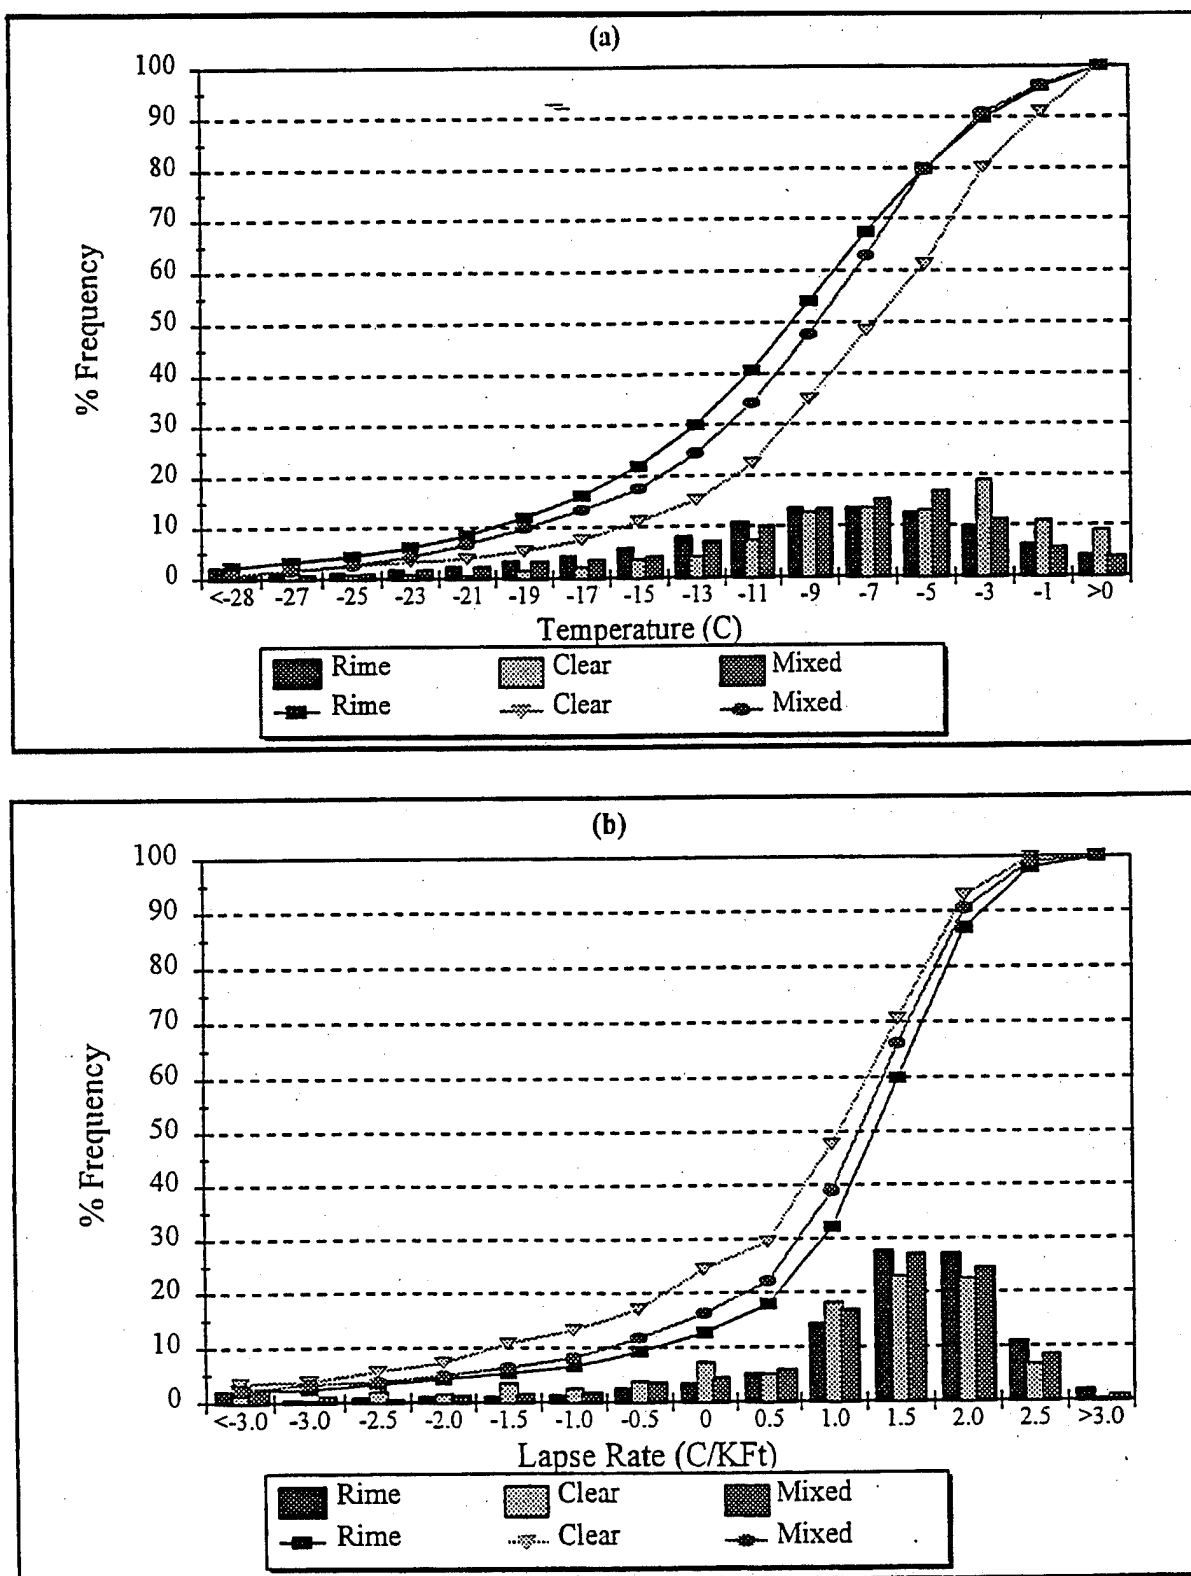 (a)
100
90
80
70
60
50
40
30
20
10
0
% Frequency
<-28 -27 -25 -23 -21 -19 -17 -15 -13 -11 -9 -7 -5 -3 -1 >0
Temperature (C)
Rime Clear Mixed
Rime Clear Mixed
(b)
100
90
80
70
60
50
40
30
20
10
0
% Frequency
<-3.0 -3.0 -2.5 -2.0 -1.5 -1.0 -0.5 0 0.5 1.0 1.5 2.0 2.5 >3.0
Lapse Rate (C/KFt)
Rime Clear Mixed
Rime Clear Mixed